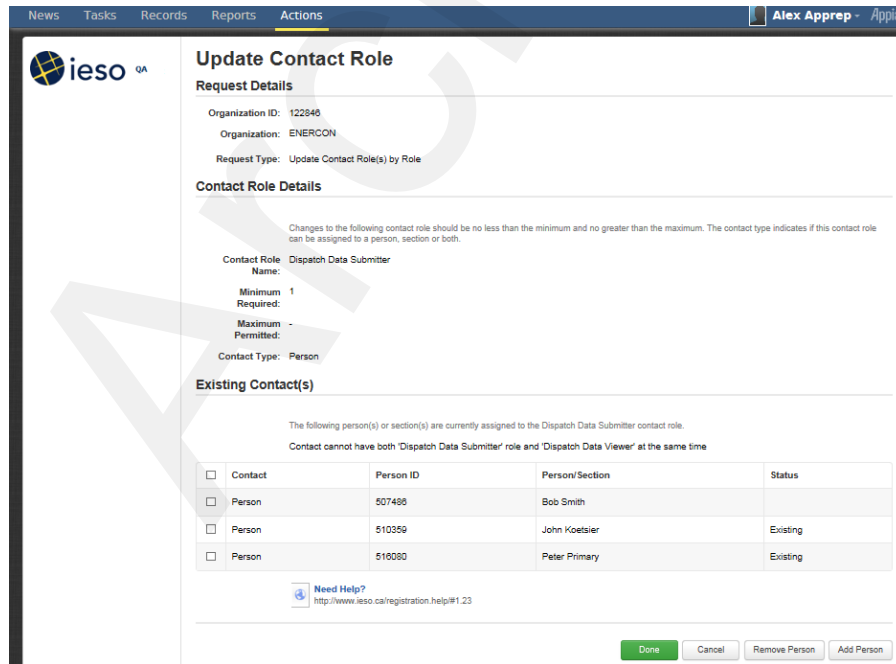 News Tasks Records Reports Actions Alex Apprep Appi
ieso QA
Update Contact Role
Request Details
Organization ID: 122846
Organization: ENERCON
Request Type: Update Contact Role(s) by Role
Contact Role Details
Changes to the following contact role should be no less than the minimum and no greater than the maximum. The contact type indicates if this contact role
can be assigned to a person, section or both.
Contact Role Dispatch Data Submitter
Name:
Minimum 1
Required:
Maximum -
Permitted:
Contact Type: Person
Existing Contact(s)
The following person(s) or section(s) are currently assigned to the Dispatch Data Submitter contact role.
Contact cannot have both 'Dispatch Data Submitter' role and 'Dispatch Data Viewer' at the same time
Contact Person ID Person/Section Status
Person 507486 Bob Smith
Person 510359 John Koetsier Existing
Person 516080 Peter Primary Existing
Need Help?
http://www.ieso.ca/registration.help/#1.23
Done Cancel Remove Person Add Person